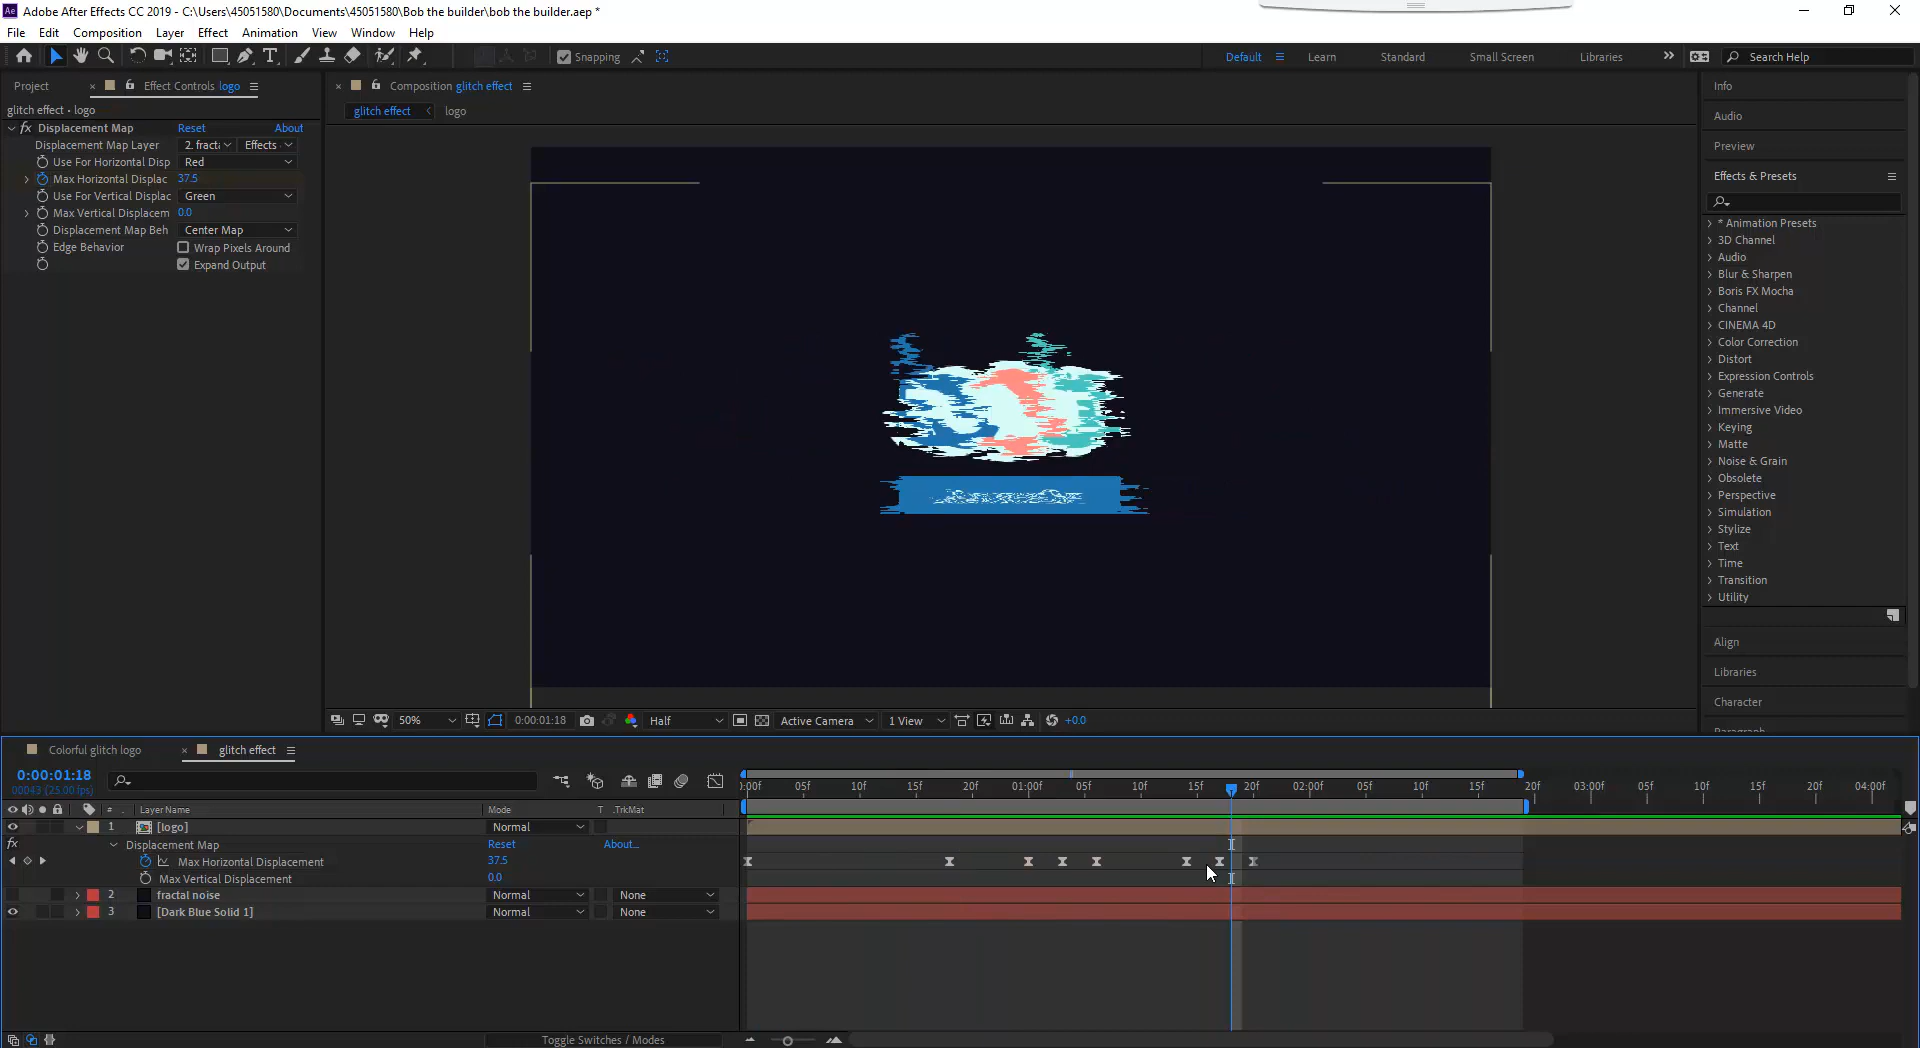 Adobe After Effects CC 2019 - C:\Users\45051580\Documents\45051580\Bob the builder\bob the builder.aep *
File Edit Composition Layer Effect Animation View Window Help
Snapping Default Learn Standard Small Screen Libraries Search Help
Project Effect Controls logo Composition glitch effect Info
glitch effect • logo glitch effect logo
Audio
Displacement Map Reset About
Displacement Map Layer 2. fract Effects Preview
Use For Horizontal Disp Red
Max Horizontal Displac 37.5 Effects & Presets
Use For Vertical Displac Green
Max Vertical Displacem 0.0
Displacement Map Beh Center Map * Animation Presets
Edge Behavior Wrap Pixels Around 3D Channel
Expand Output Audio
Blur & Sharpen
Boris FX Mocha
Channel
CINEMA 4D
Color Correction
Distort
Expression Controls
Generate
Immersive Video
Keying
Matte
Noise & Grain
Obsolete
Perspective
Simulation
Stylize
Text
Time
Transition
Utility
Align
Libraries
Character
50% 0:00:01:18 Half Active Camera 1 View +0.0
Colorful glitch logo glitch effect
0:00:01:18
00043 (25.00 fps)
:00f 05f 10f 15f 20f 01:00f 05f 10f 15f 20f 02:00f 05f 10f 15f 20f 03:00f 05f 10f 15f 20f 04:00f
# Layer Name Mode T .TrkMat
1 [logo] Normal
fx Displacement Map Reset About...
Max Horizontal Displacement 37.5
Max Vertical Displacement 0.0
2 fractal noise Normal None
3 [Dark Blue Solid 1] Normal None
Toggle Switches / Modes